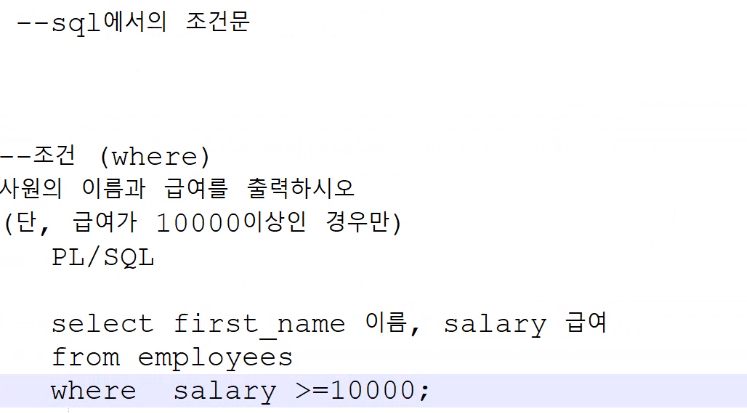 --sql에서의 조건문
--조건 (where)
사원의 이름과 급여를 출력하시오
(단, 급여가 10000이상인 경우만)
PL/SQL
select first_name 이름, salary 급여
from employees
where  salary >=10000;